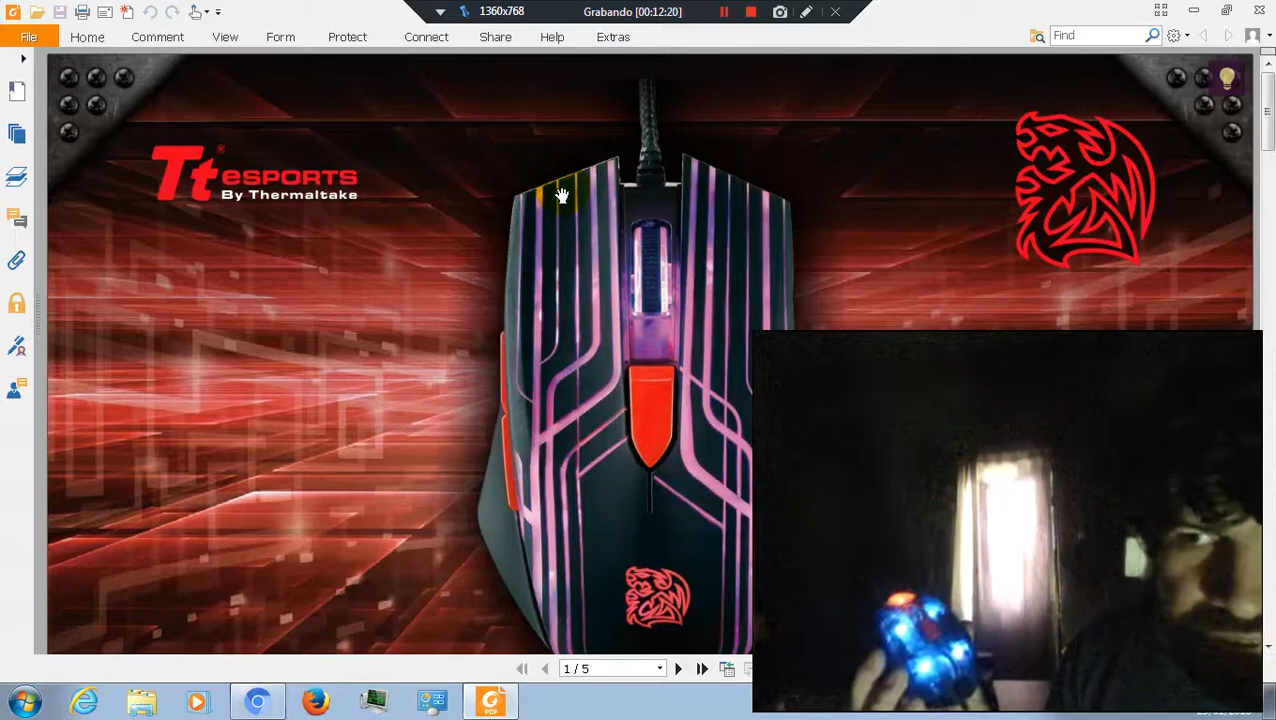 1360x768
Grabando [00:12:20]
File Home Comment View Form Protect Connect Share Help Extras
Find
Tt eSPORTS
By Thermaltake
1 / 5
PDF